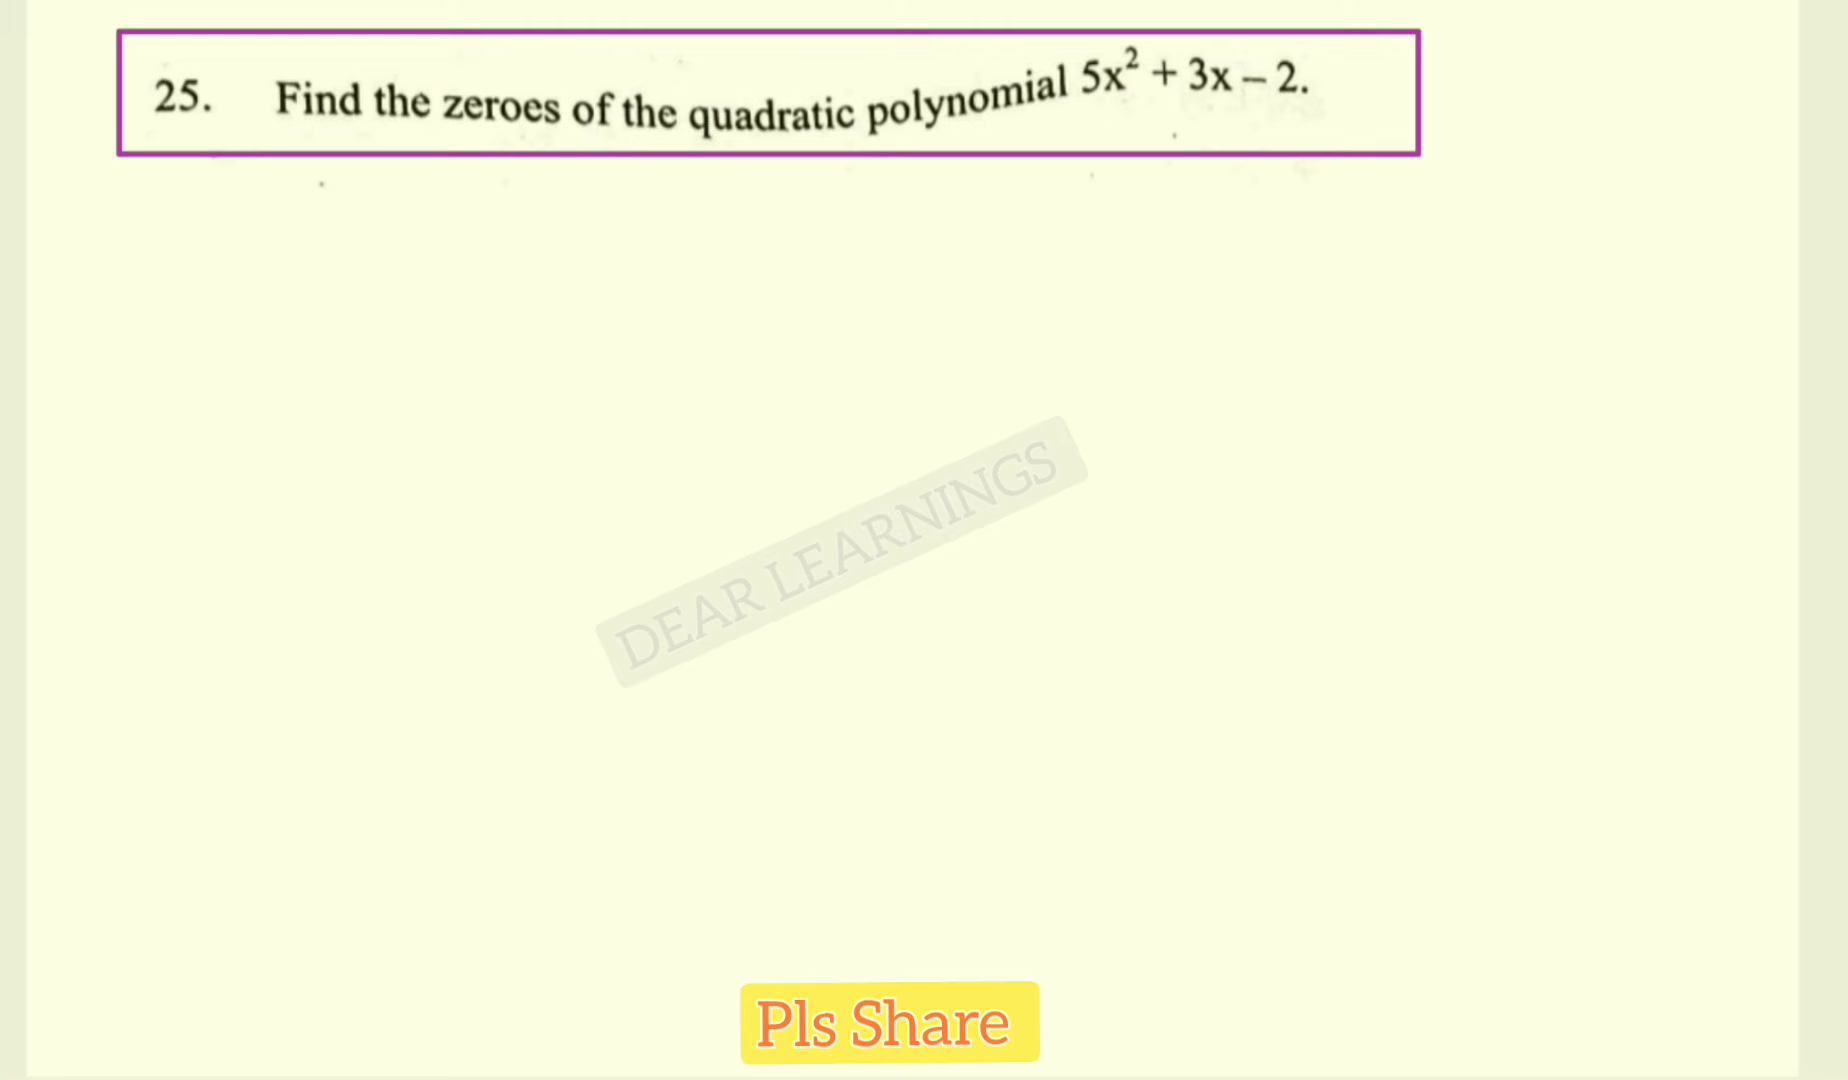 25. Find the zeroes of the quadratic polynomial 5x² + 3x – 2.
DEAR LEARNINGS
Pls Share